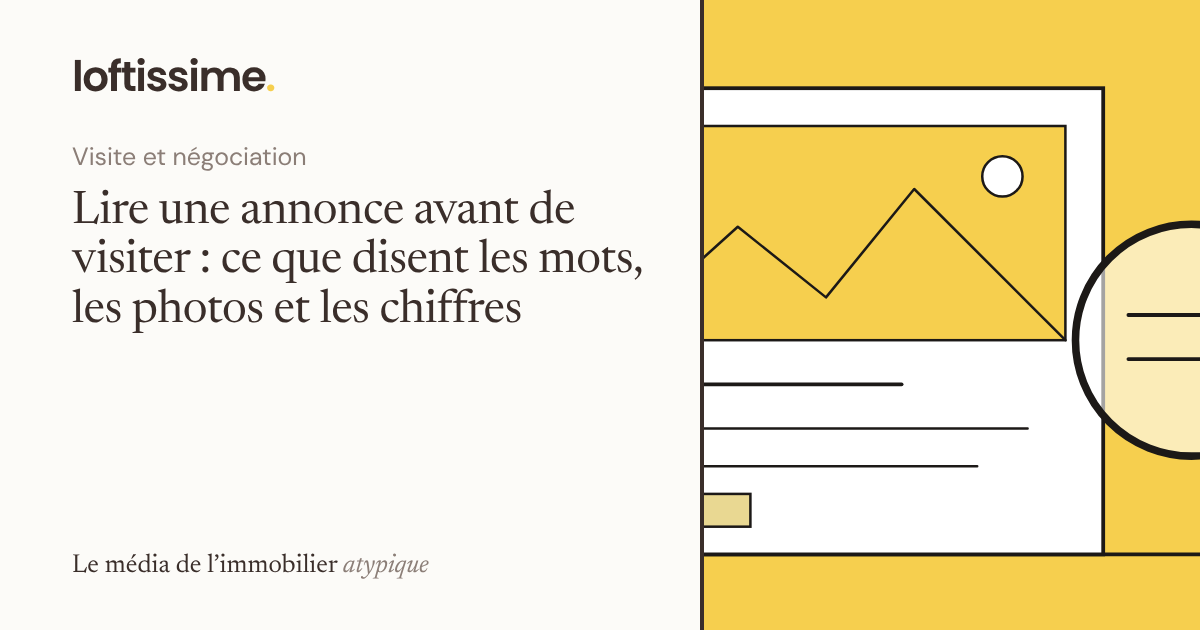 loftissime.
Visite et négociation
Lire une annonce avant de
visiter : ce que disent les mots,
les photos et les chiffres
Le média de l’immobilier atypique